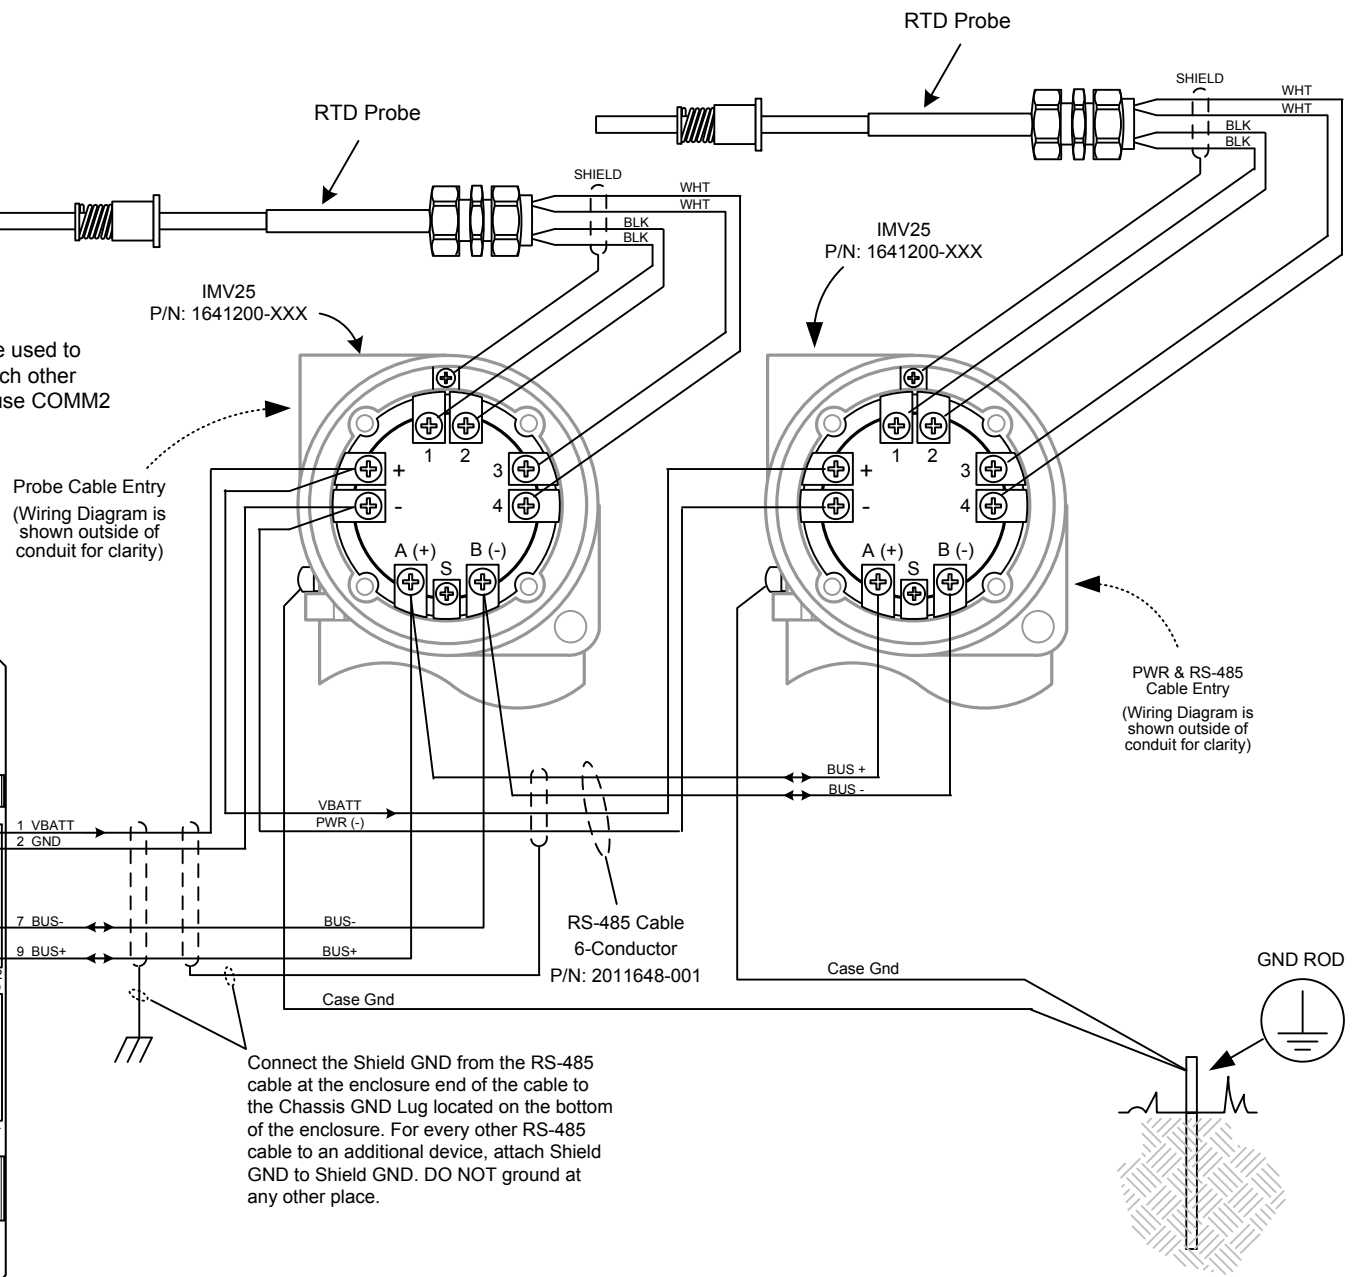 RTD Probe
SHIELD
WHT
WHT
BLK
BLK
RTD Probe
SHIELD
WHT
WHT
BLK
BLK
IMV25
P/N: 1641200-XXX
IMV25
P/N: 1641200-XXX
e used to
ch other
use COMM2
Probe Cable Entry
(Wiring Diagram is
shown outside of
conduit for clarity)
1 2
3
4
+
-
A (+) B (-)
S
1 2
3
4
+
-
A (+) B (-)
S
PWR & RS-485
Cable Entry
(Wiring Diagram is
shown outside of
conduit for clarity)
BUS +
BUS -
VBATT
PWR (-)
1 VBATT
2 GND
7 BUS-
BUS-
9 BUS+
BUS+
RS-485 Cable
6-Conductor
P/N: 2011648-001
Case Gnd
Case Gnd
GND ROD
Connect the Shield GND from the RS-485
cable at the enclosure end of the cable to
the Chassis GND Lug located on the bottom
of the enclosure. For every other RS-485
cable to an additional device, attach Shield
GND to Shield GND. DO NOT ground at
any other place.